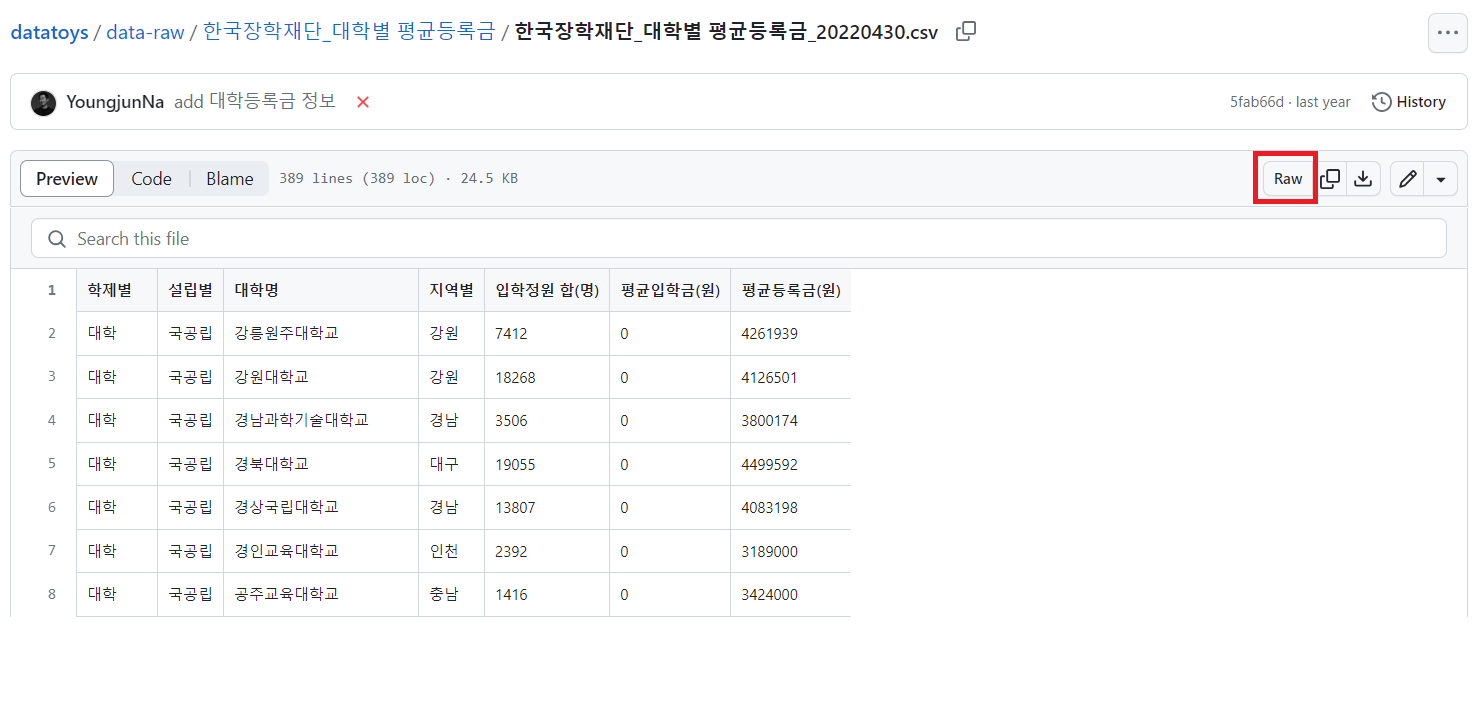 datatoys / data-raw / 한국장학재단_대학별 평균등록금 / 한국장학재단_대학별 평균등록금_20220430.csv
YoungjunNa add 대학등록금 정보 5fab66d · last year History
Preview Code Blame 389 lines (389 loc) · 24.5 KB Raw
Search this file
1 학제별 설립별 대학명 지역별 입학정원 합(명) 평균입학금(원) 평균등록금(원)
2 대학 국공립 강릉원주대학교 강원 7412 0 4261939
3 대학 국공립 강원대학교 강원 18268 0 4126501
4 대학 국공립 경남과학기술대학교 경남 3506 0 3800174
5 대학 국공립 경북대학교 대구 19055 0 4499592
6 대학 국공립 경상국립대학교 경남 13807 0 4083198
7 대학 국공립 경인교육대학교 인천 2392 0 3189000
8 대학 국공립 공주교육대학교 충남 1416 0 3424000